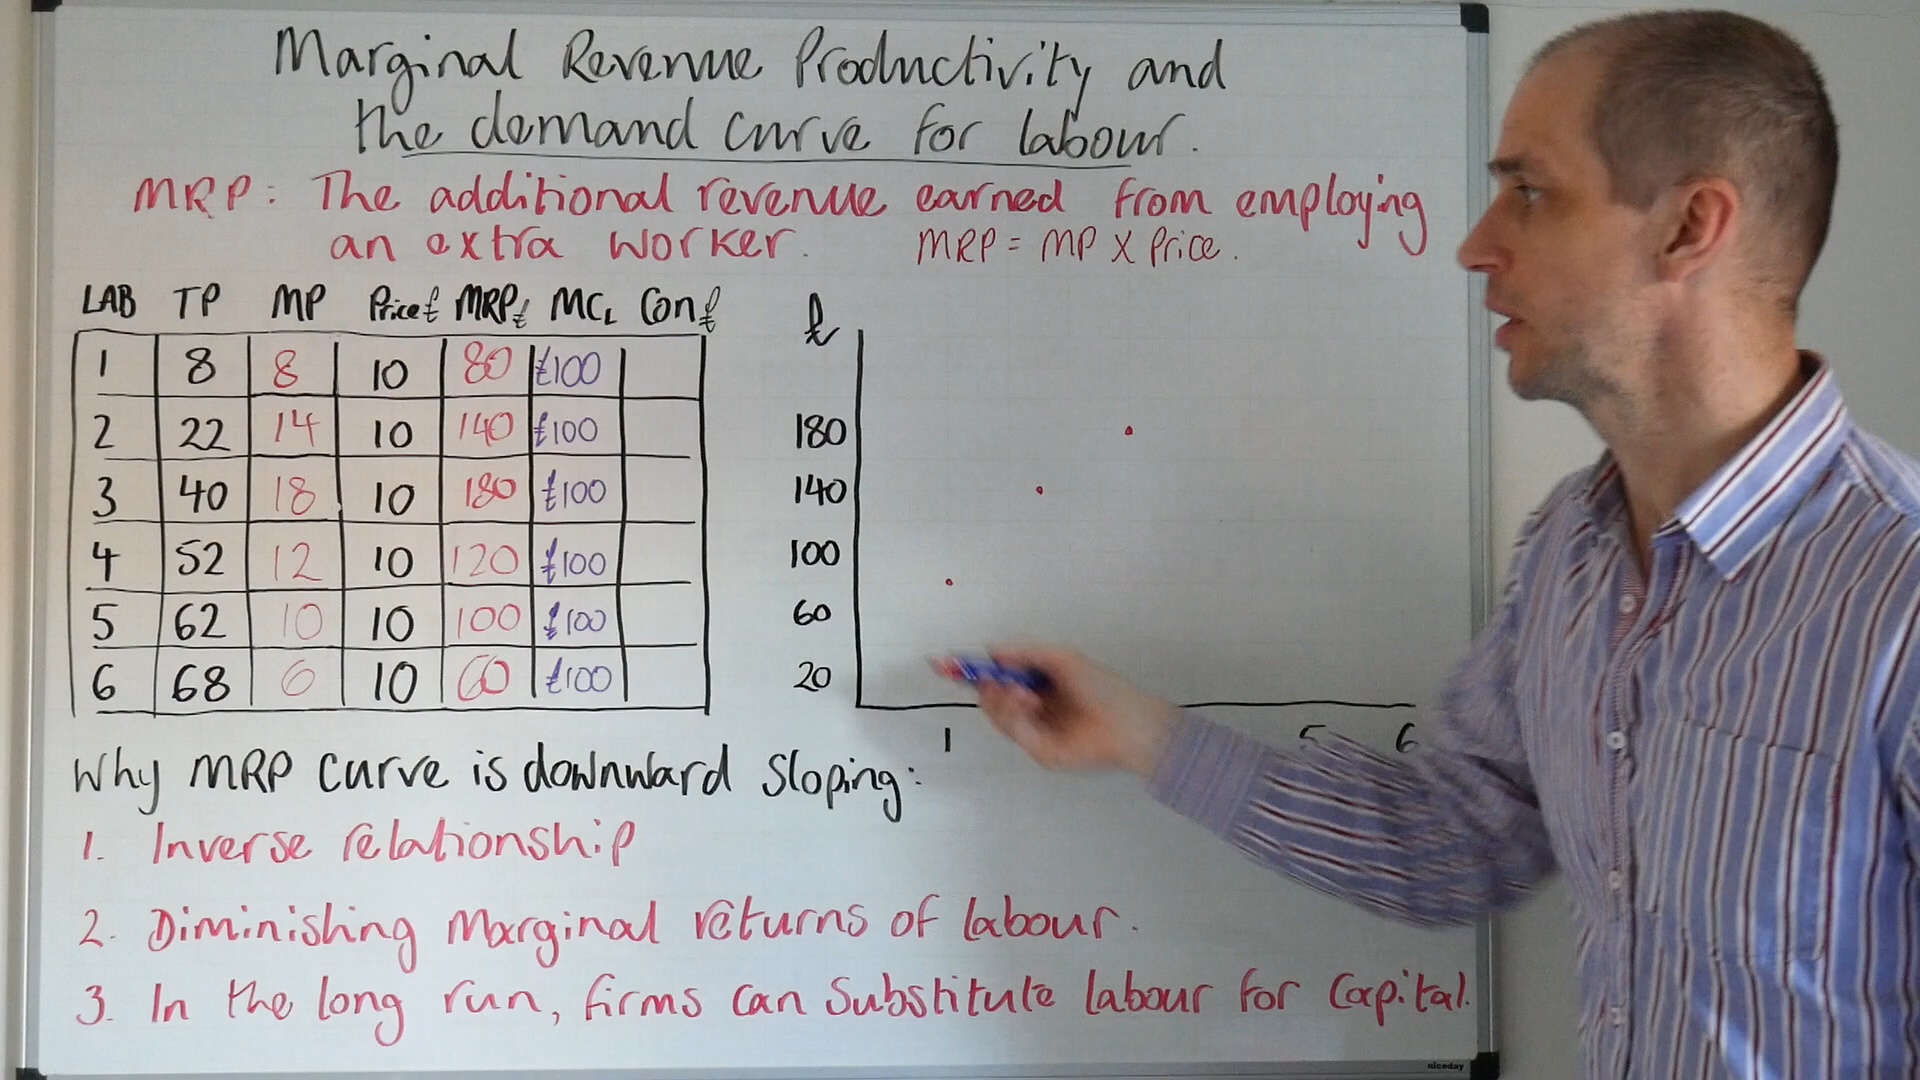 Marginal Revenue Productivity and
the demand curve for labour.
MRP: The additional revenue earned from employing
an extra worker. MRP = MP X Price.
LAB TP MP Price£ MRP£ MCL Con£
1 8 8 10 80 £100
2 22 14 10 140 £100
3 40 18 10 180 £100
4 52 12 10 120 £100
5 62 10 10 100 £100
6 68 6 10 60 £100
£
180
140
100
60
20
1 5 6
Why MRP curve is downward sloping:
1. Inverse relationship
2. Diminishing Marginal returns of labour.
3. In the long run, firms can substitute labour for capital.
niceday